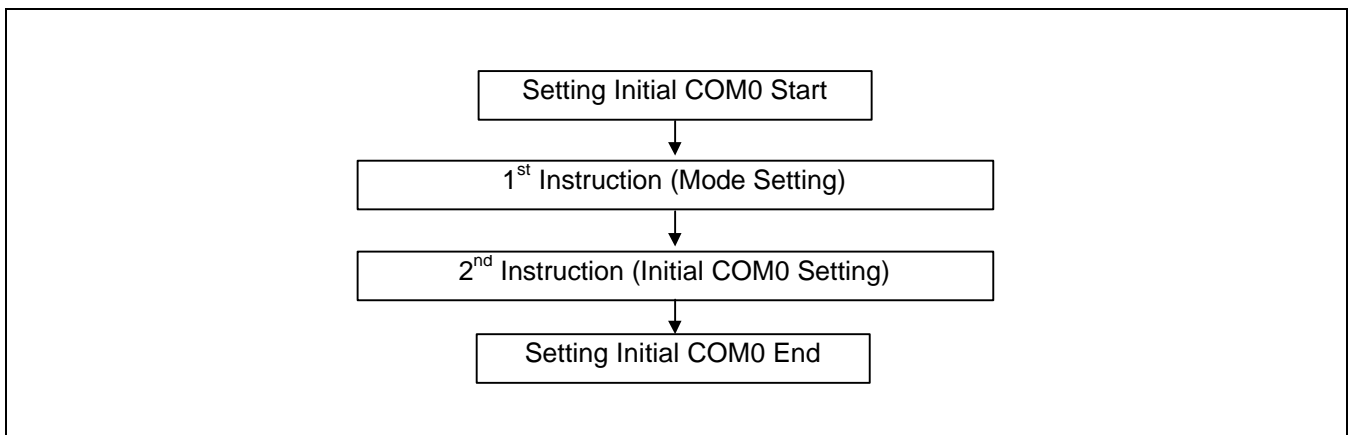 Setting Initial COM0 Start
1st Instruction (Mode Setting)
2nd Instruction (Initial COM0 Setting)
Setting Initial COM0 End